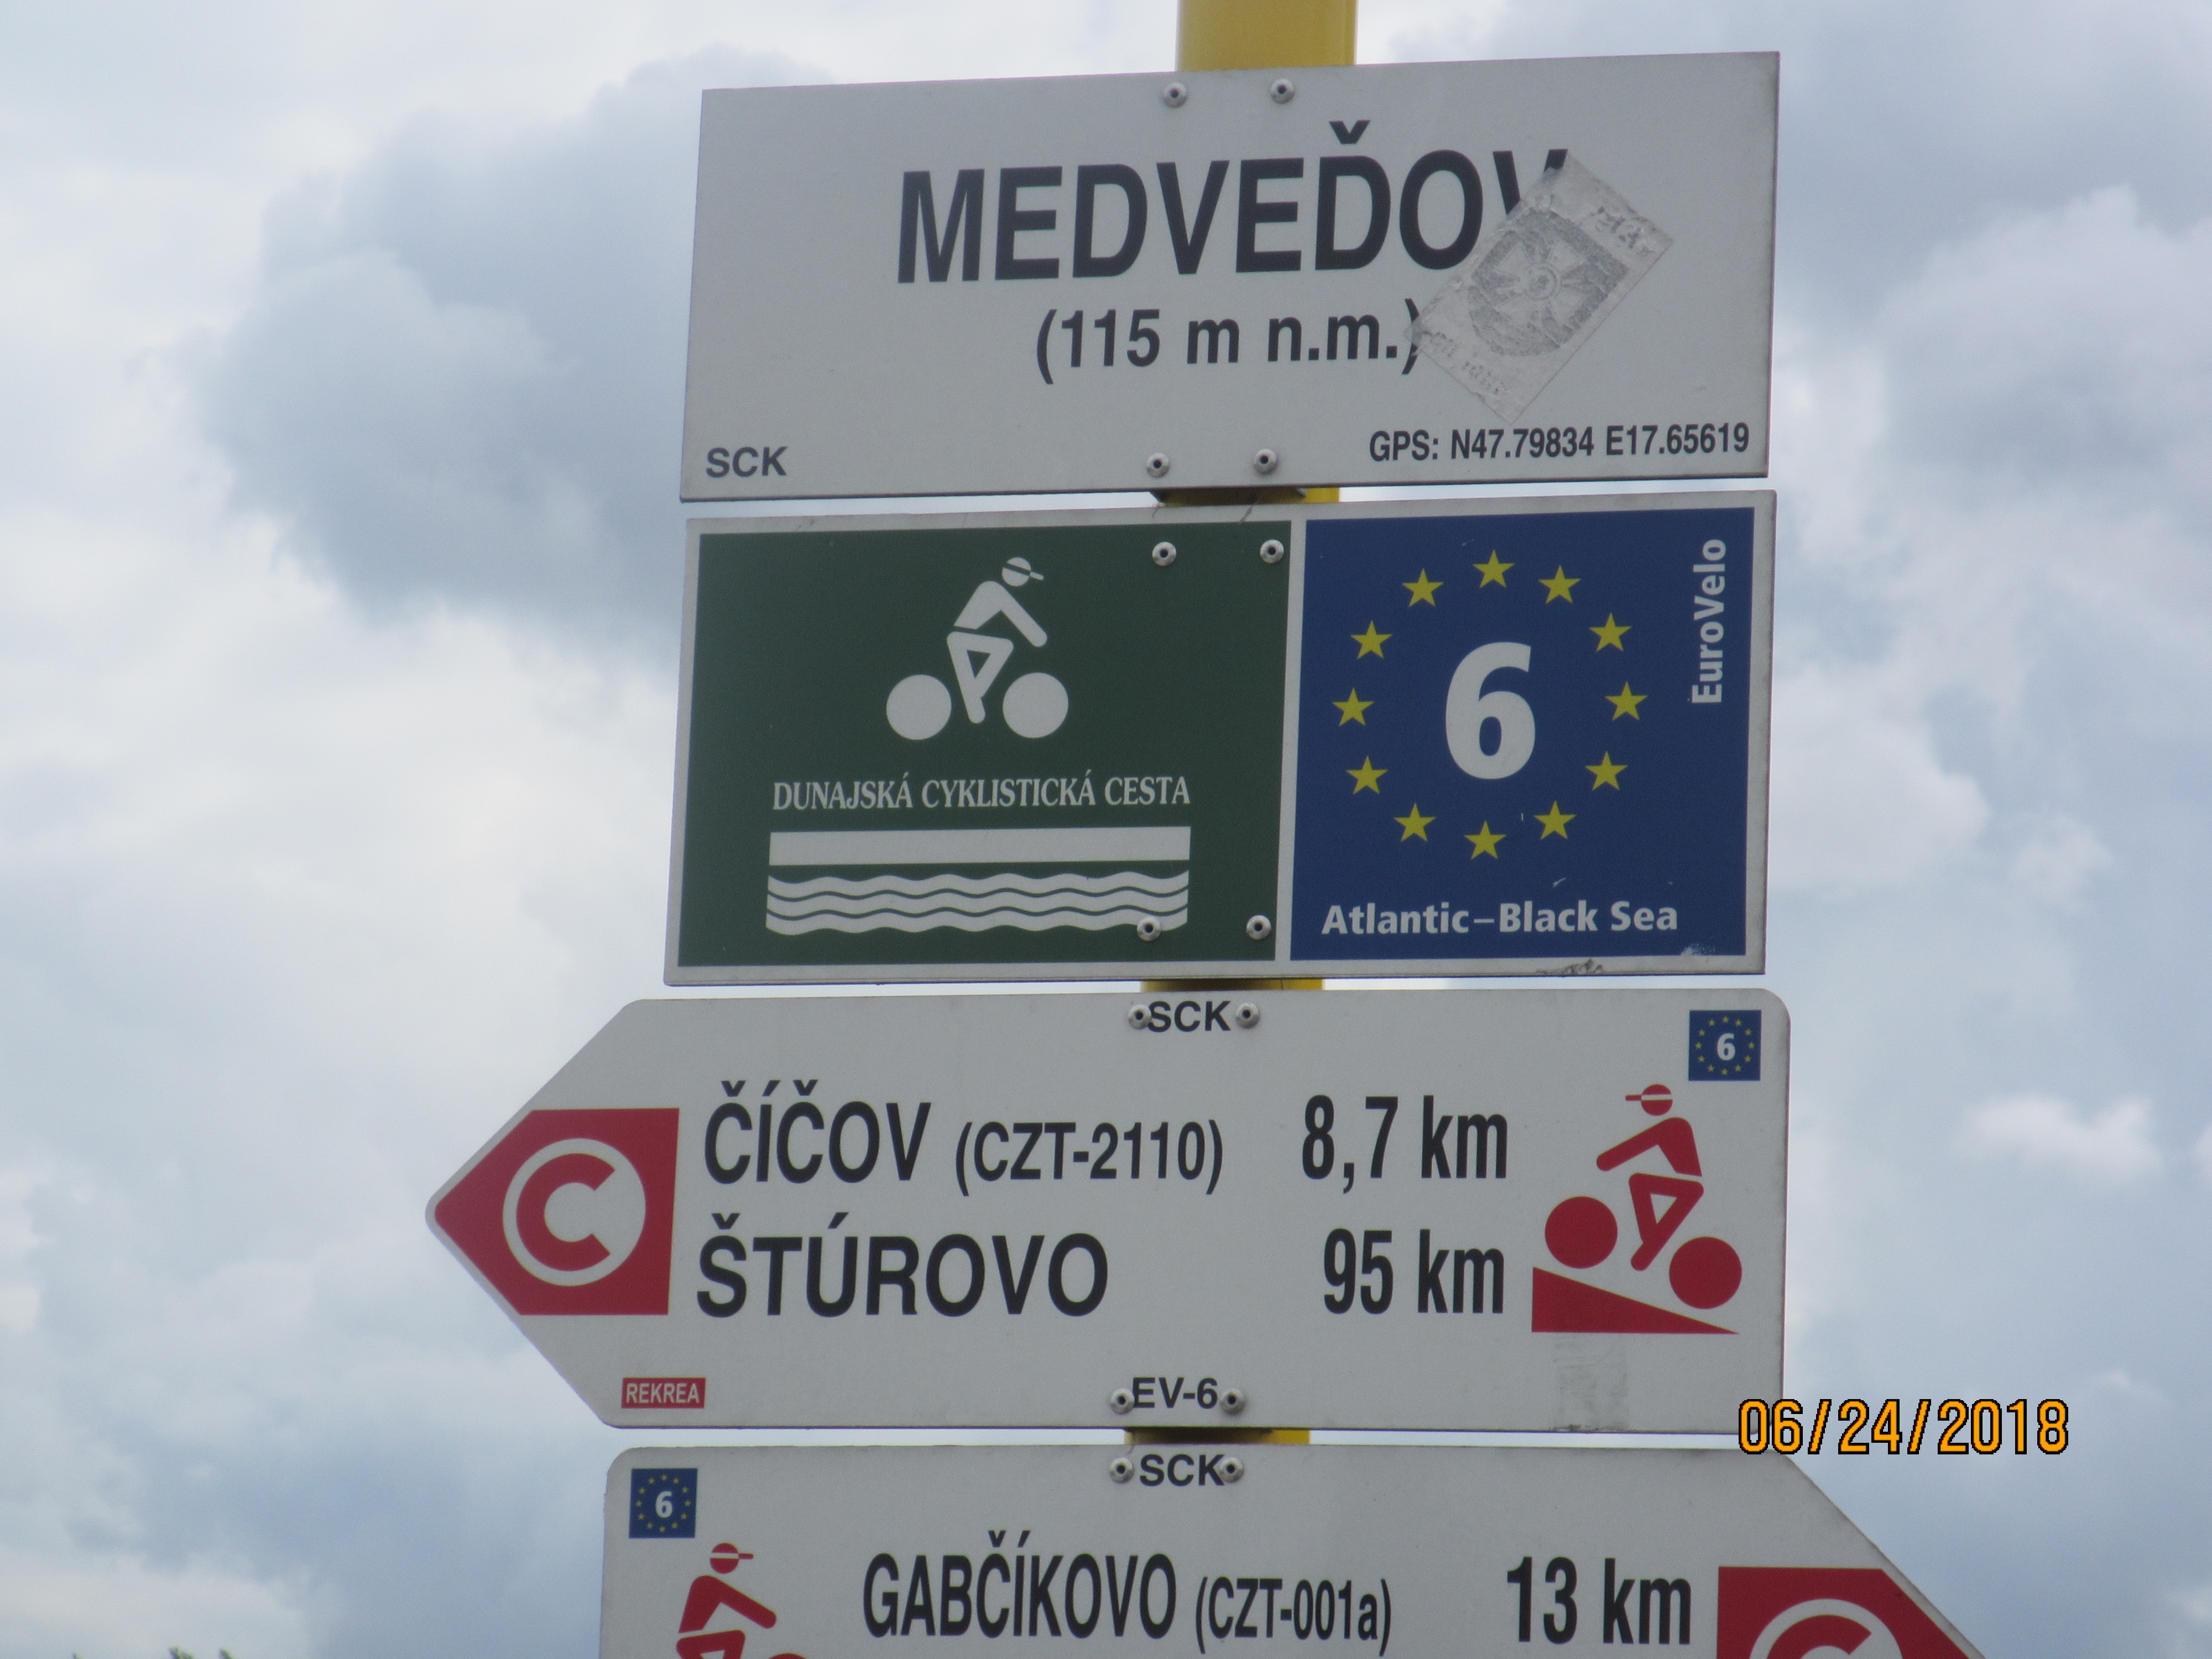 MEDVEĎOV
(115 m n.m.)
SCK
GPS: N47.79834 E17.65619
DUNAJSKÁ CYKLISTICKÁ CESTA
6
EuroVelo
Atlantic–Black Sea
SCK
6
C
ČÍČOV (CZT-2110) 8,7 km
ŠTÚROVO 95 km
REKREA
EV-6
06/24/2018
SCK
6
GABČÍKOVO (CZT-001a) 13 km
C